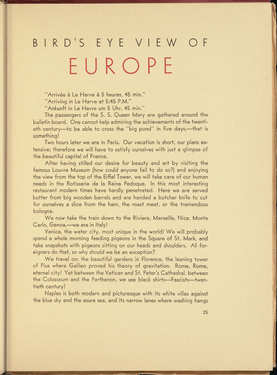 BIRD'S EYE VIEW OF
EUROPE
"Arrivée à Le Harve à 5 heures, 45 min."
"Arriving in Le Harve at 5:45 P.M."
"Ankunft in Le Havre um 5 Uhr, 45 min."
The passengers of the S. S. Queen Mary are gathered around the
bulletin board. One cannot help admiring the achievements of the twenti-
eth century—to be able to cross the "big pond" in five days,—that is
something!
Two hours later we are in Paris. Our vacation is short, our plans ex-
tensive; therefore we will have to satisfy ourselves with just a glimpse of
the beautiful capital of France.
After having stilled our desire for beauty and art by visiting the
famous Louvre Museum (how could anyone fail to do so?) and enjoying
the view from the top of the Eiffel Tower, we will take care of our human
needs in the Rotisserie de la Reine Pedoque. In this most interesting
restaurant modern times have hardly penetrated. Here we are served
butter from big wooden barrels and are handed a butcher knife to cut
for ourselves a slice from the ham, the roast meat, or the tremendous
bologna.
We now take the train down to the Riviera, Marseille, Nice, Monte
Carlo, Genoa,—we are in Italy!
Venice, the water city, most unique in the world! We will probably
spend a whole morning feeding pigeons in the Square of St. Mark, and
take snapshots with pigeons sitting on our heads and shoulders. All for-
eigners do that, so why should we be an exception?
We travel on: the beautiful gardens in Florence, the leaning tower
of Pisa where Galileo proved his theory of gravitation. Rome, Rome,
eternal city! Yet between the Vatican and St. Peter's Cathedral, between
the Colosseum and the Parthenon, we see black shirts—Fascists—twen-
tieth century!
Naples is both modern and picturesque with its white villas against
the blue sky and the azure sea, and its narrow lanes where washing hangs
25